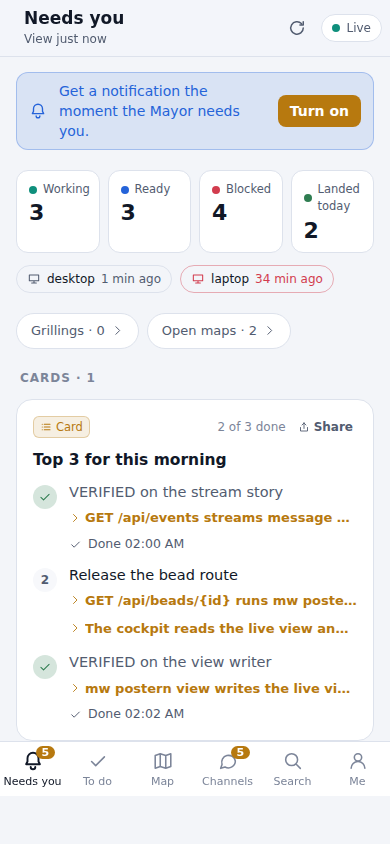 Needs you
View just now
Live
Get a notification the
moment the Mayor needs
you.
Turn on
Working
3
Ready
3
Blocked
4
Landed
today
2
desktop 1 min ago
laptop 34 min ago
Grillings · 0
Open maps · 2
CARDS · 1
Card
2 of 3 done
Share
Top 3 for this morning
VERIFIED on the stream story
GET /api/events streams message ...
Done 02:00 AM
2
Release the bead route
GET /api/beads/{id} runs mw poste...
The cockpit reads the live view an...
VERIFIED on the view writer
mw postern view writes the live vi...
Done 02:02 AM
5
Needs you
To do
Map
5
Channels
Search
Me